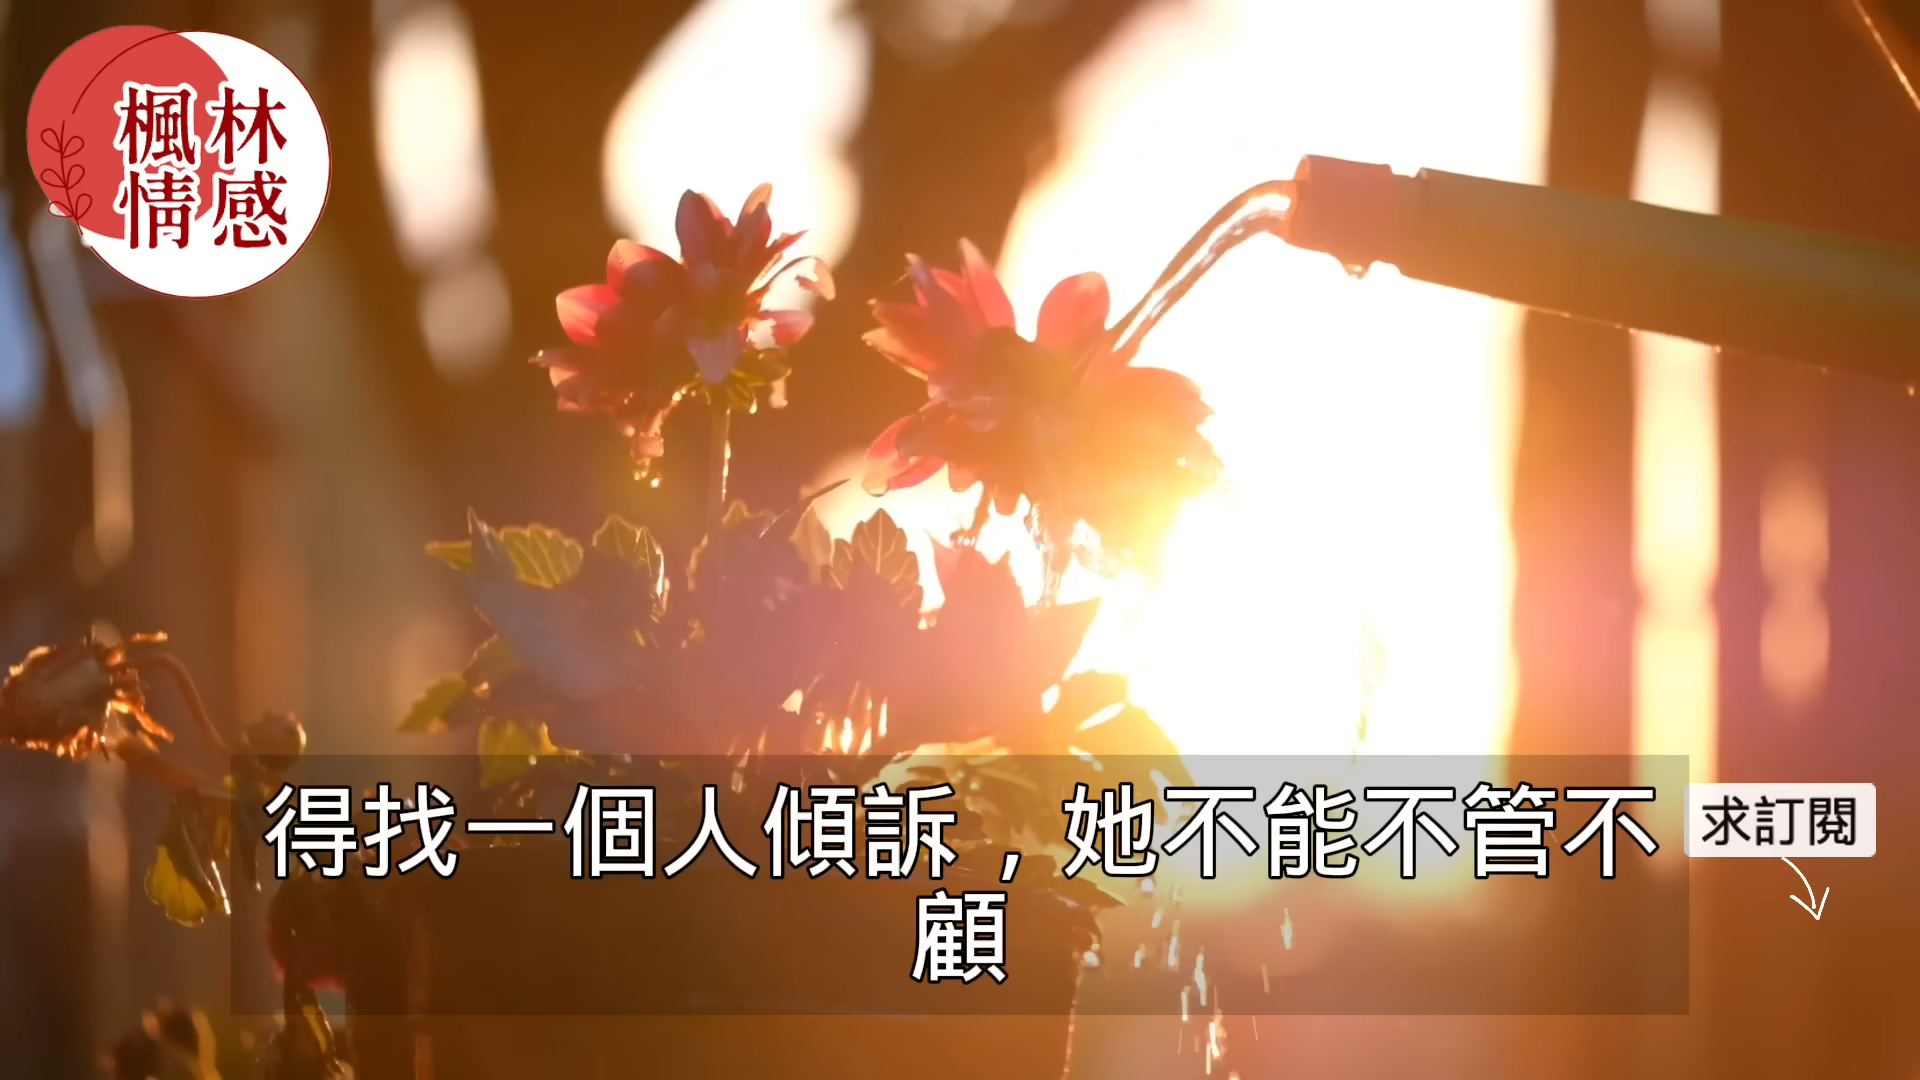 楓林
情感
得找一個人傾訴，她不能不管不
顧
求訂閱